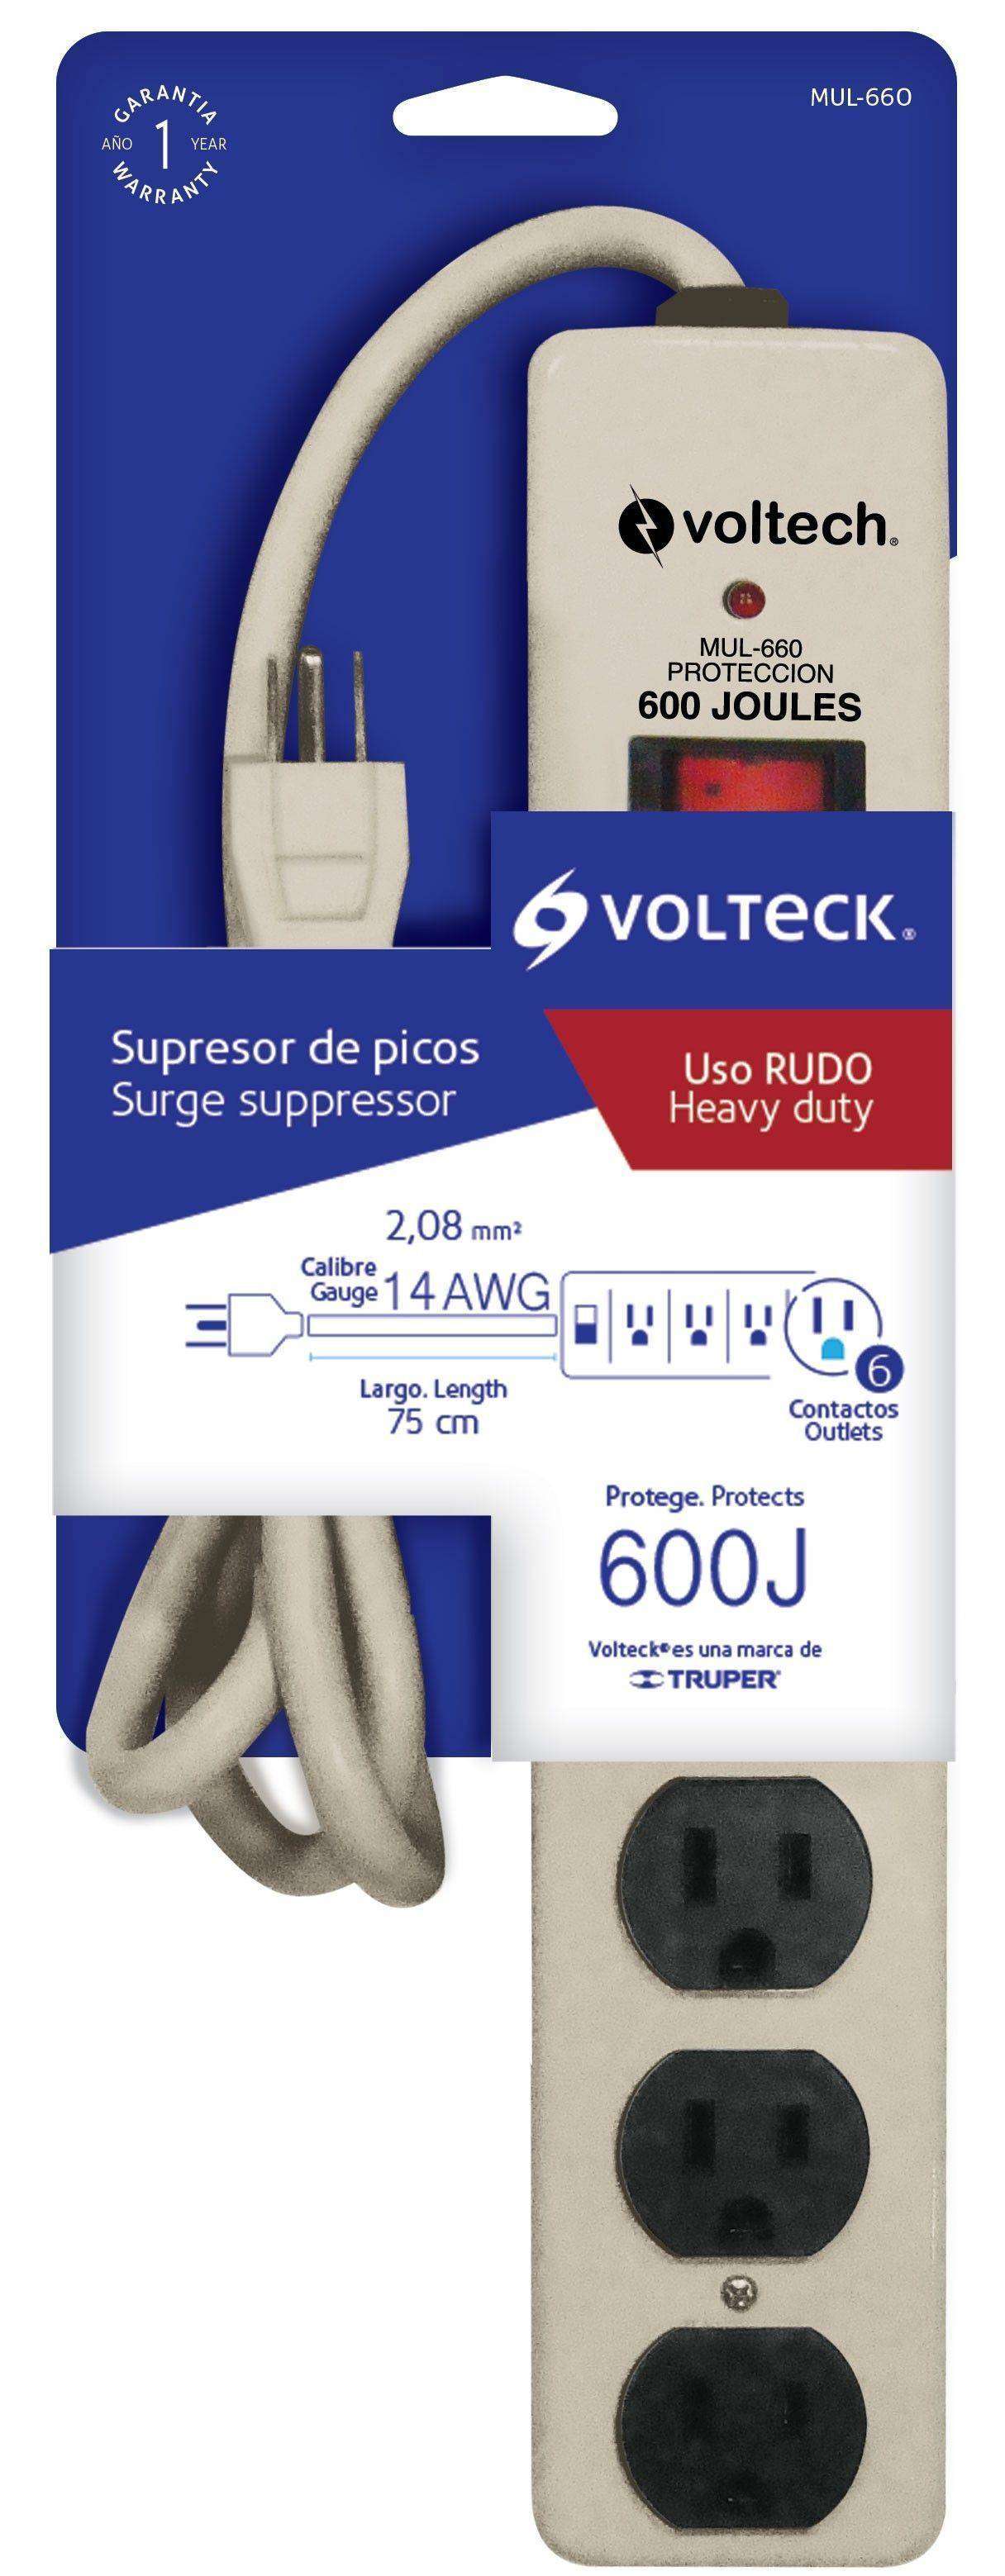 GARANTIA
AÑO 1 YEAR
WARRANTY
MUL-660
voltech®
MUL-660
PROTECCION
600 JOULES
VOLTECK®
Supresor de picos
Surge suppressor
Uso RUDO
Heavy duty
2,08 mm²
Calibre
Gauge 14 AWG
Largo. Length
75 cm
6
Contactos
Outlets
Protege. Protects
600J
Volteck® es una marca de
TRUPER®